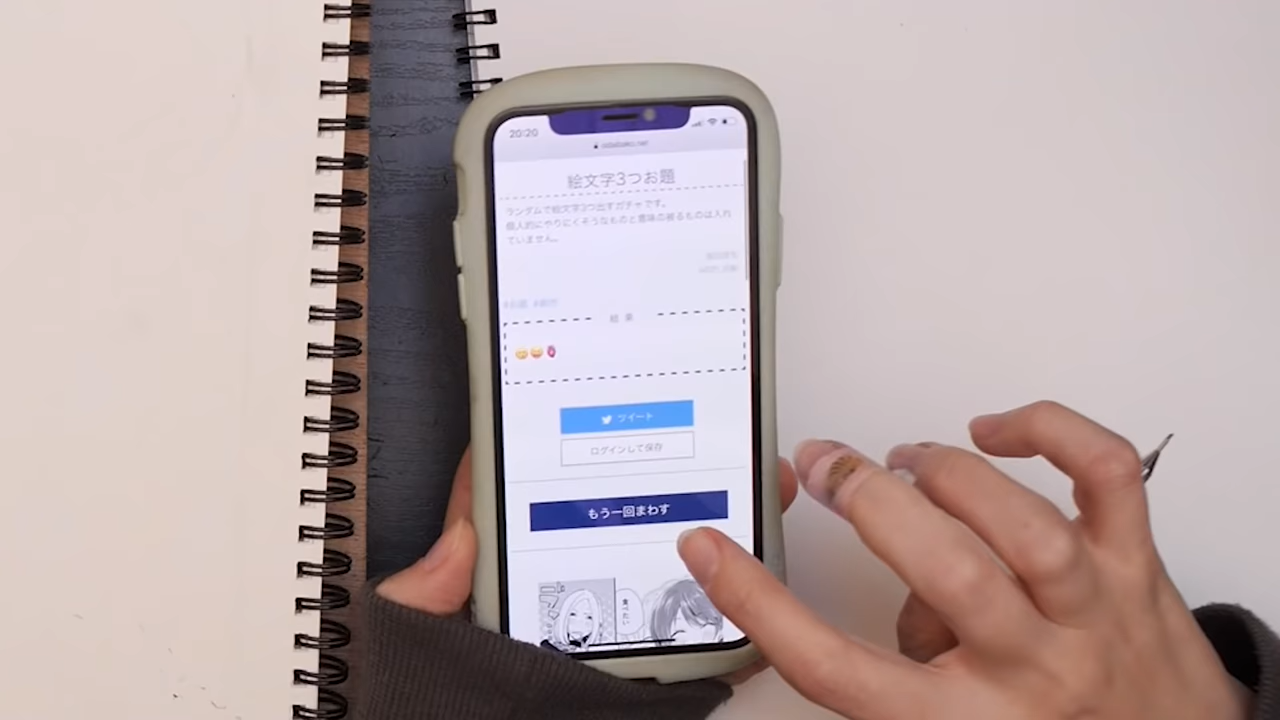 20:20
絵文字3つお題
ランダムで絵文字3つ出すガチャです。
個人的にやりにくそうなものと意味の被るものは入れ
ていません。
結果
ツイート
ログインして保存
もう一回まわす
食べたい